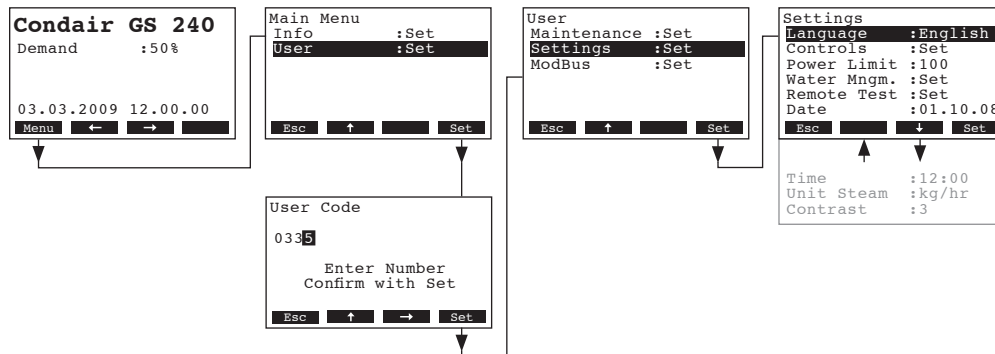 Condair GS 240
Demand :50%
03.03.2009 12.00.00
Menu ← →
Main Menu
Info :Set
User :Set
Esc ↑ Set
User Code
0335
Enter Number
Confirm with Set
Esc ↑ → Set
User
Maintenance :Set
Settings :Set
ModBus :Set
Esc ↑ Set
Settings
Language :English
Controls :Set
Power Limit :100
Water Mngm. :Set
Remote Test :Set
Date :01.10.08
Esc ↓ Set
Time :12:00
Unit Steam :kg/hr
Contrast :3